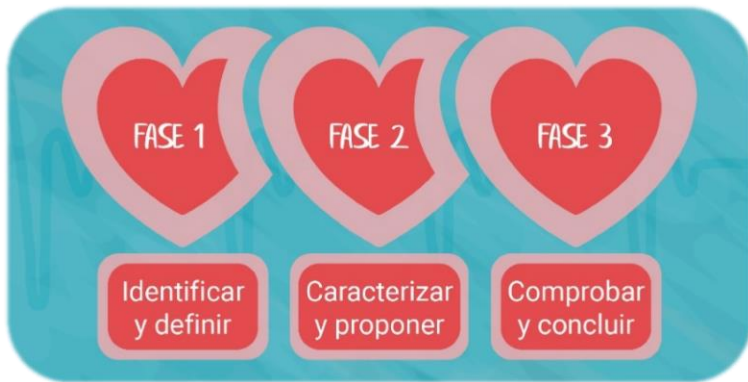 FASE 1
FASE 2
FASE 3
Identificar
y definir
Caracterizar
y proponer
Comprobar
y concluir